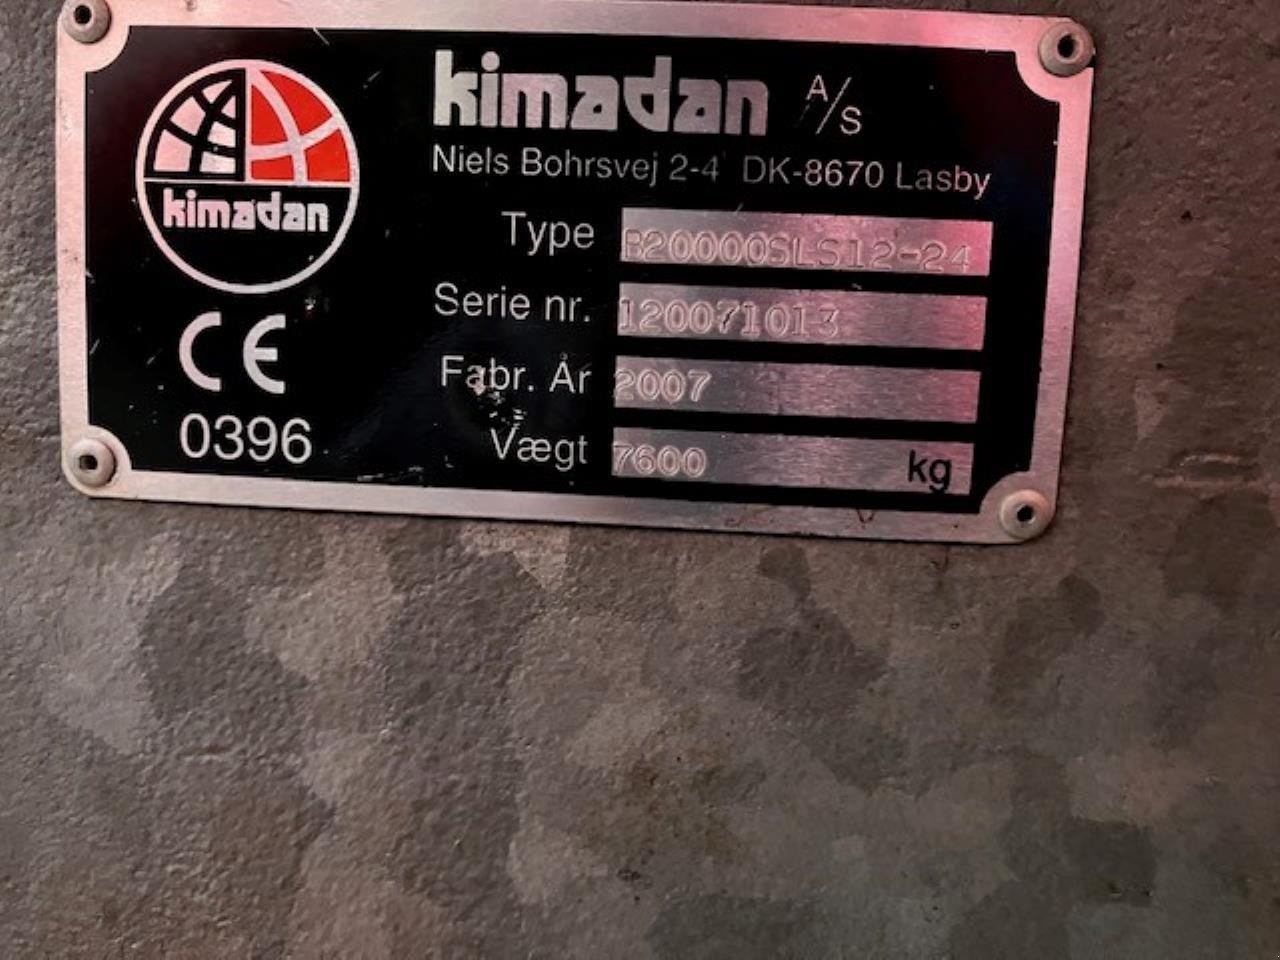 kimadan A/S
Niels Bohrsvej 2-4 DK-8670 Lasby
kimadan
Type B20000SLS12-24
Serie nr. 120071013
Fabr. År 2007
Vægt 7600 kg
CE
0396